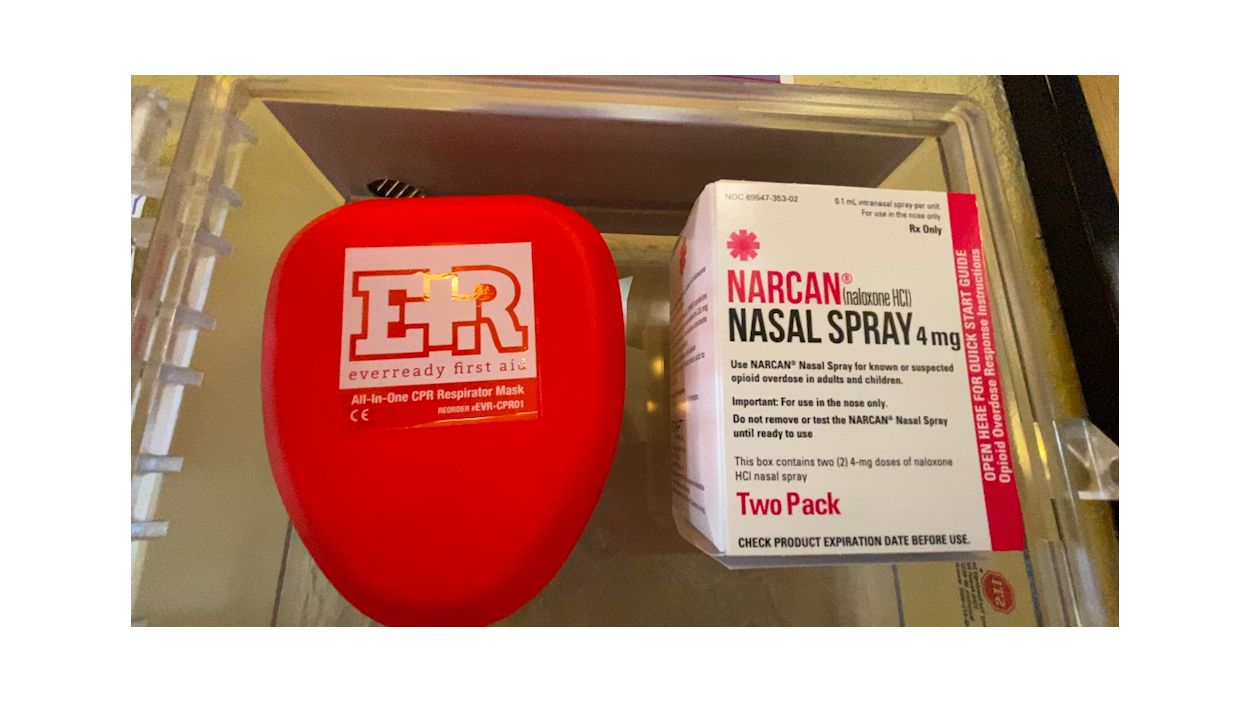 E+R
everready first aid
All-In-One CPR Respirator Mask
REORDER #EVR-CPR01
CE
NDC 69547-353-02
0.1 mL intranasal spray per unit
For use in the nose only
Rx Only
NARCAN®
(naloxone HCl)
NASAL SPRAY 4 mg
Use NARCAN® Nasal Spray for known or suspected
opioid overdose in adults and children.
Important: For use in the nose only.
Do not remove or test the NARCAN® Nasal Spray
until ready to use
This box contains two (2) 4-mg doses of naloxone
HCl nasal spray
Two Pack
CHECK PRODUCT EXPIRATION DATE BEFORE USE.
OPEN HERE FOR QUICK START GUIDE
Opioid Overdose Response Instructions